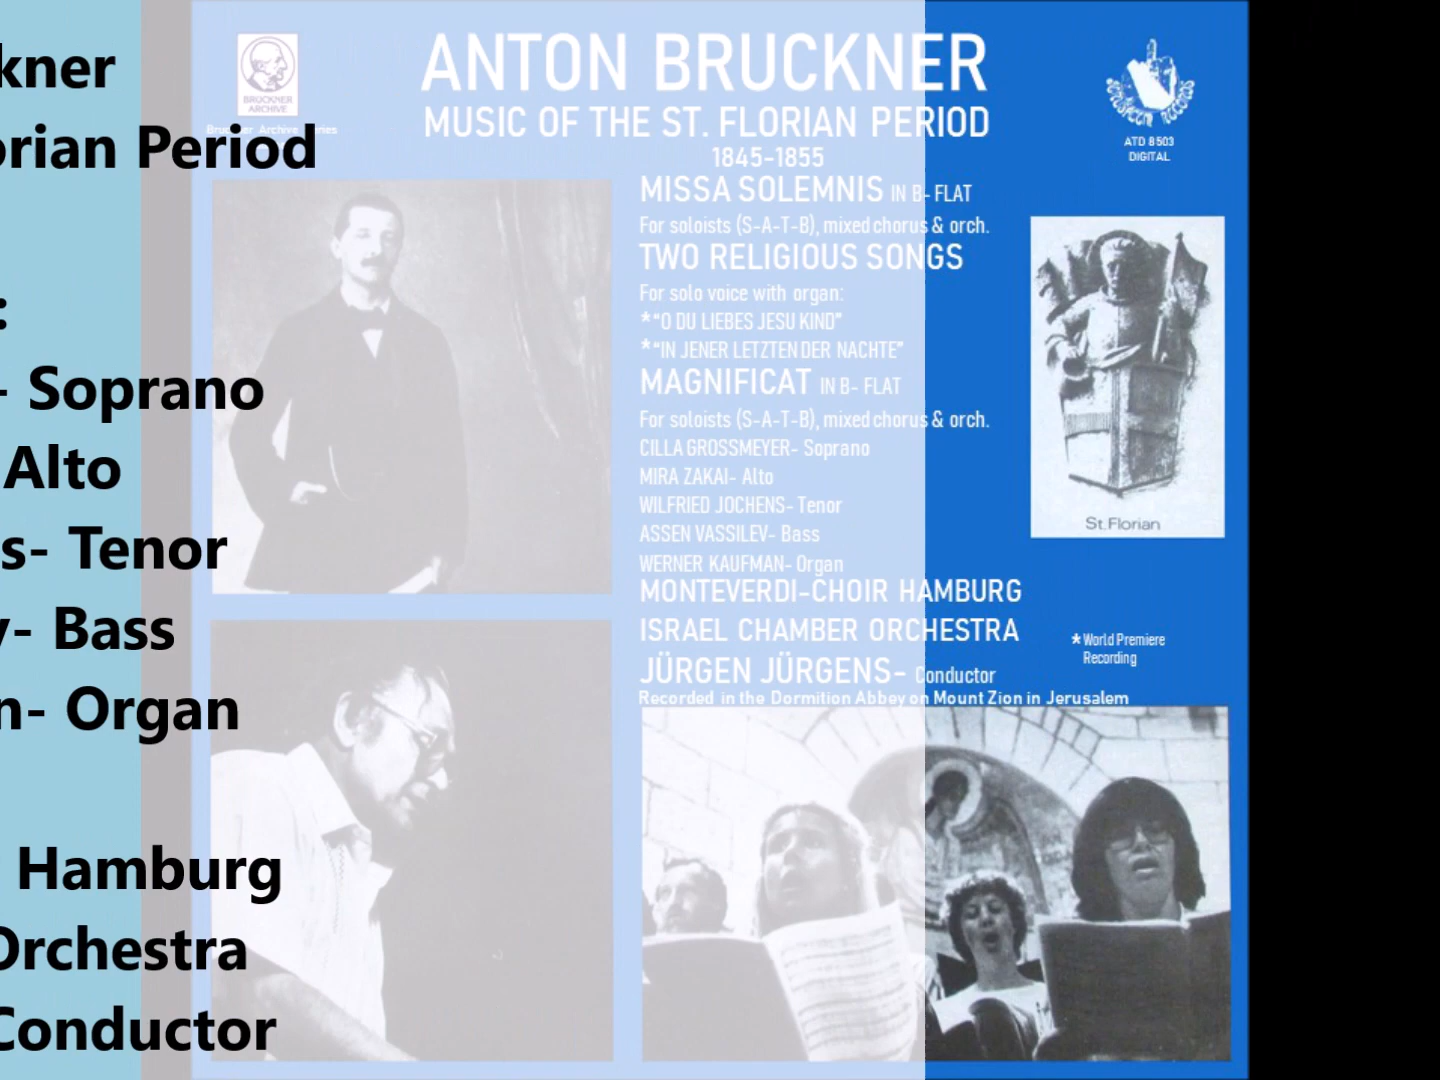 kner
orian Period
:
- Soprano
Alto
s- Tenor
y- Bass
n- Organ
Hamburg
Orchestra
Conductor
BRUCKNER
ARCHIVE
Bruckner Archive Series
ANTON BRUCKNER
MUSIC OF THE ST. FLORIAN PERIOD
1845-1855
MISSA SOLEMNIS IN B- FLAT
For soloists (S-A-T-B), mixed chorus & orch.
TWO RELIGIOUS SONGS
For solo voice with organ:
*"O DU LIEBES JESU KIND"
*"IN JENER LETZTEN DER NACHTE"
MAGNIFICAT IN B- FLAT
For soloists (S-A-T-B), mixed chorus & orch.
CILLA GROSSMEYER- Soprano
MIRA ZAKAI- Alto
WILFRIED JOCHENS- Tenor
ASSEN VASSILEV- Bass
WERNER KAUFMAN- Organ
MONTEVERDI-CHOIR HAMBURG
ISRAEL CHAMBER ORCHESTRA
JÜRGEN JÜRGENS- Conductor
Recorded in the Dormition Abbey on Mount Zion in Jerusalem
ATD 8503
DIGITAL
St. Florian
*World Premiere
Recording